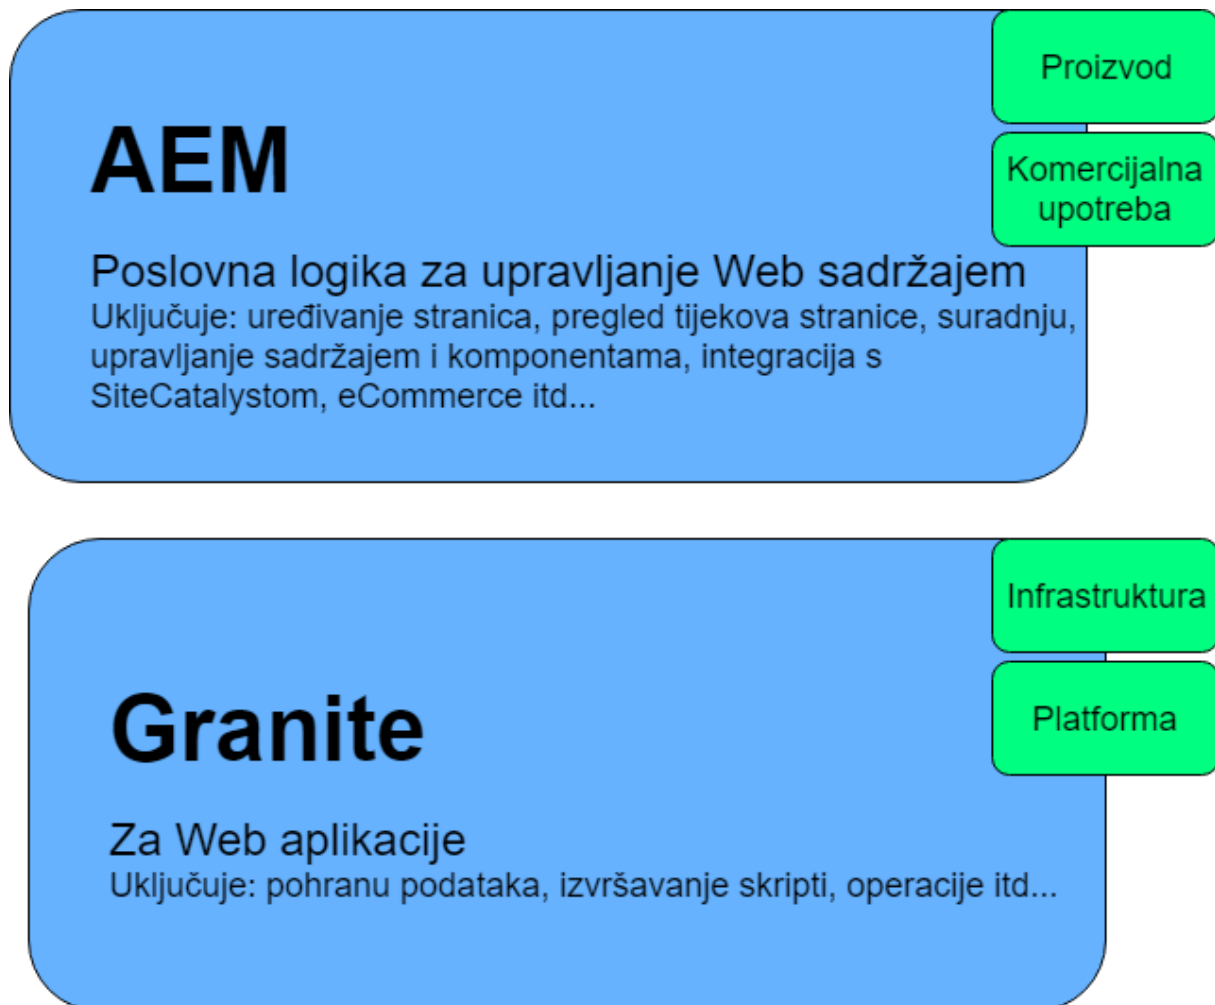 Proizvod
AEM
Komercijalna
upotreba
Poslovna logika za upravljanje Web sadržajem
Uključuje: uređivanje stranica, pregled tijekova stranice, suradnju,
upravljanje sadržajem i komponentama, integracija s
SiteCatalystom, eCommerce itd...
Infrastruktura
Granite
Platforma
Za Web aplikacije
Uključuje: pohranu podataka, izvršavanje skripti, operacije itd...